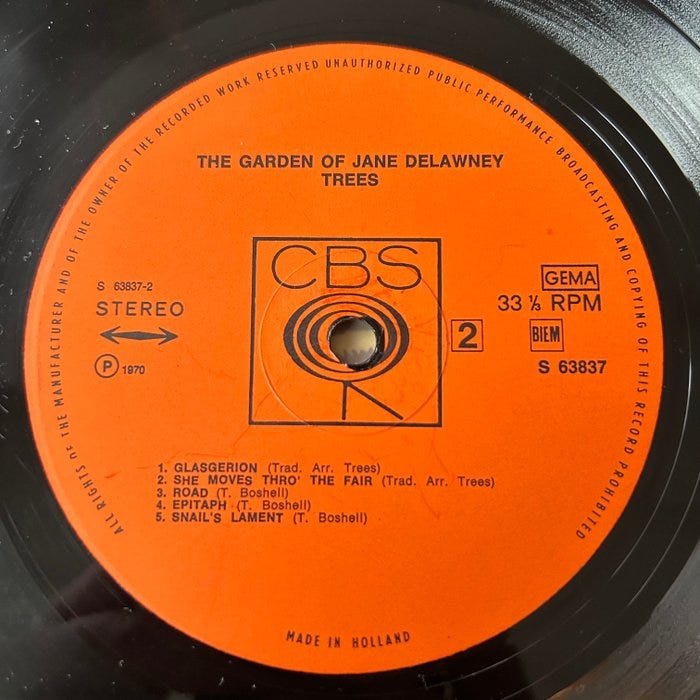 ALL RIGHTS OF THE MANUFACTURER AND OF THE OWNER OF THE RECORDED WORK RESERVED UNAUTHORIZED PUBLIC PERFORMANCE BROADCASTING AND COPYING OF THIS RECORD PROHIBITED
THE GARDEN OF JANE DELAWNEY
TREES
CBS
S 63837-2
STEREO
P 1970
2
GEMA
33 ⅓ RPM
BIEM
S 63837
1. GLASGERION (Trad. Arr. Trees)
2. SHE MOVES THRO' THE FAIR (Trad. Arr. Trees)
3. ROAD (T. Boshell)
4. EPITAPH (T. Boshell)
5. SNAIL'S LAMENT (T. Boshell)
MADE IN HOLLAND